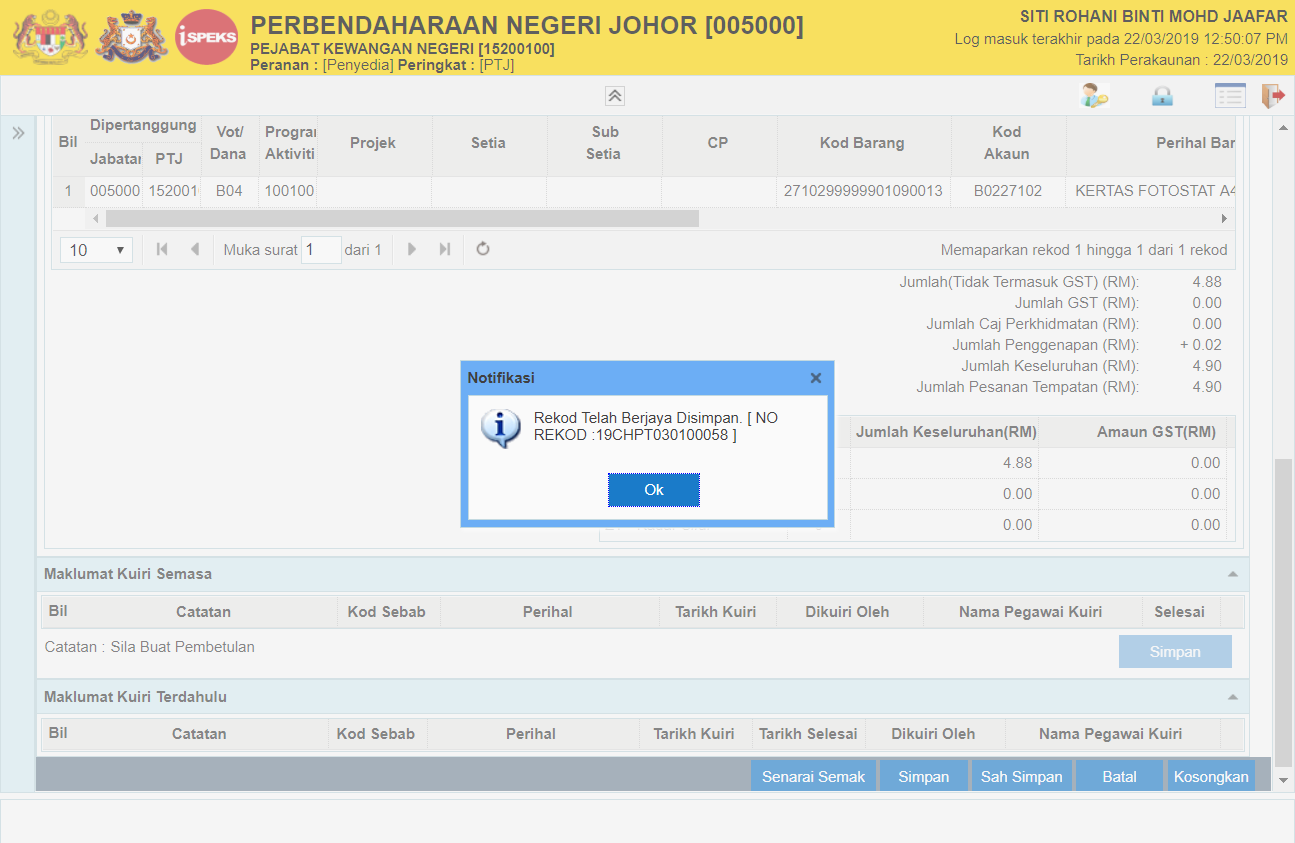 iSPEKS
PERBENDAHARAAN NEGERI JOHOR [005000]
PEJABAT KEWANGAN NEGERI [15200100]
Peranan : [Penyedia] Peringkat : [PTJ]
SITI ROHANI BINTI MOHD JAAFAR
Log masuk terakhir pada 22/03/2019 12:50:07 PM
Tarikh Perakaunan : 22/03/2019
Bil Dipertanggung Vot/ Dana Progra Aktiviti Projek Setia Sub Setia CP Kod Barang Kod Akaun Perihal Bar
Jabatar PTJ
1 005000 152001 B04 100100 2710299999901090013 B0227102 KERTAS FOTOSTAT A4
10 Muka surat 1 dari 1 Memaparkan rekod 1 hingga 1 dari 1 rekod
Jumlah(Tidak Termasuk GST) (RM): 4.88
Jumlah GST (RM): 0.00
Jumlah Caj Perkhidmatan (RM): 0.00
Jumlah Penggenapan (RM): + 0.02
Jumlah Keseluruhan (RM): 4.90
Jumlah Pesanan Tempatan (RM): 4.90
Notifikasi
Rekod Telah Berjaya Disimpan. [ NO
REKOD :19CHPT030100058 ]
Ok
Jumlah Keseluruhan(RM) Amaun GST(RM)
4.88 0.00
0.00 0.00
0.00 0.00
Maklumat Kuiri Semasa
Bil Catatan Kod Sebab Perihal Tarikh Kuiri Dikuiri Oleh Nama Pegawai Kuiri Selesai
Catatan : Sila Buat Pembetulan
Simpan
Maklumat Kuiri Terdahulu
Bil Catatan Kod Sebab Perihal Tarikh Kuiri Tarikh Selesai Dikuiri Oleh Nama Pegawai Kuiri
Senarai Semak Simpan Sah Simpan Batal Kosongkan